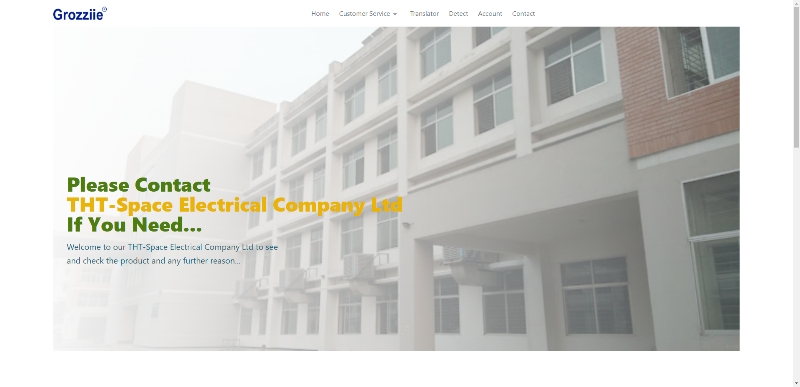 Grozziie®
Home Customer Service Translator Detect Account Contact
Please Contact
THT-Space Electrical Company Ltd
If You Need...
Welcome to our THT-Space Electrical Company Ltd to see
and check the product and any further reason...